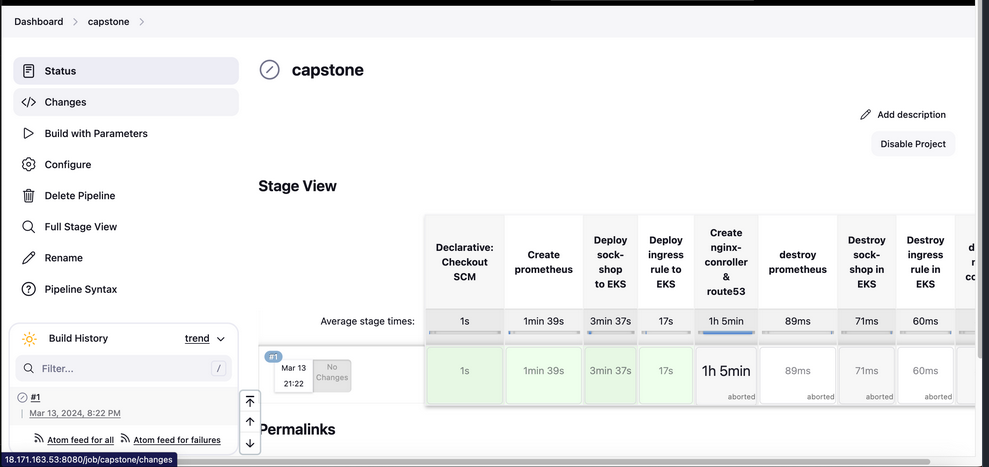 Dashboard
capstone
Status
Changes
Build with Parameters
Configure
Delete Pipeline
Full Stage View
Rename
Pipeline Syntax
Build History
trend
Filter...
/
#1
Mar 13, 2024, 8:22 PM
Atom feed for all
Atom feed for failures
18.171.163.53:8080/job/capstone/changes
capstone
Add description
Disable Project
Stage View
Declarative:
Checkout
SCM
Create
prometheus
Deploy
sock-
shop
to EKS
Deploy
ingress
rule to
EKS
Create
nginx-
conroller
&
route53
destroy
prometheus
Destroy
sock-
shop in
EKS
Destroy
ingress
rule in
EKS
Average stage times:
1s
1min 39s
3min 37s
17s
1h 5min
89ms
71ms
60ms
#1
Mar 13
21:22
No
Changes
1s
1min 39s
3min 37s
17s
1h 5min
aborted
89ms
aborted
71ms
aborted
60ms
aborted
Permalinks